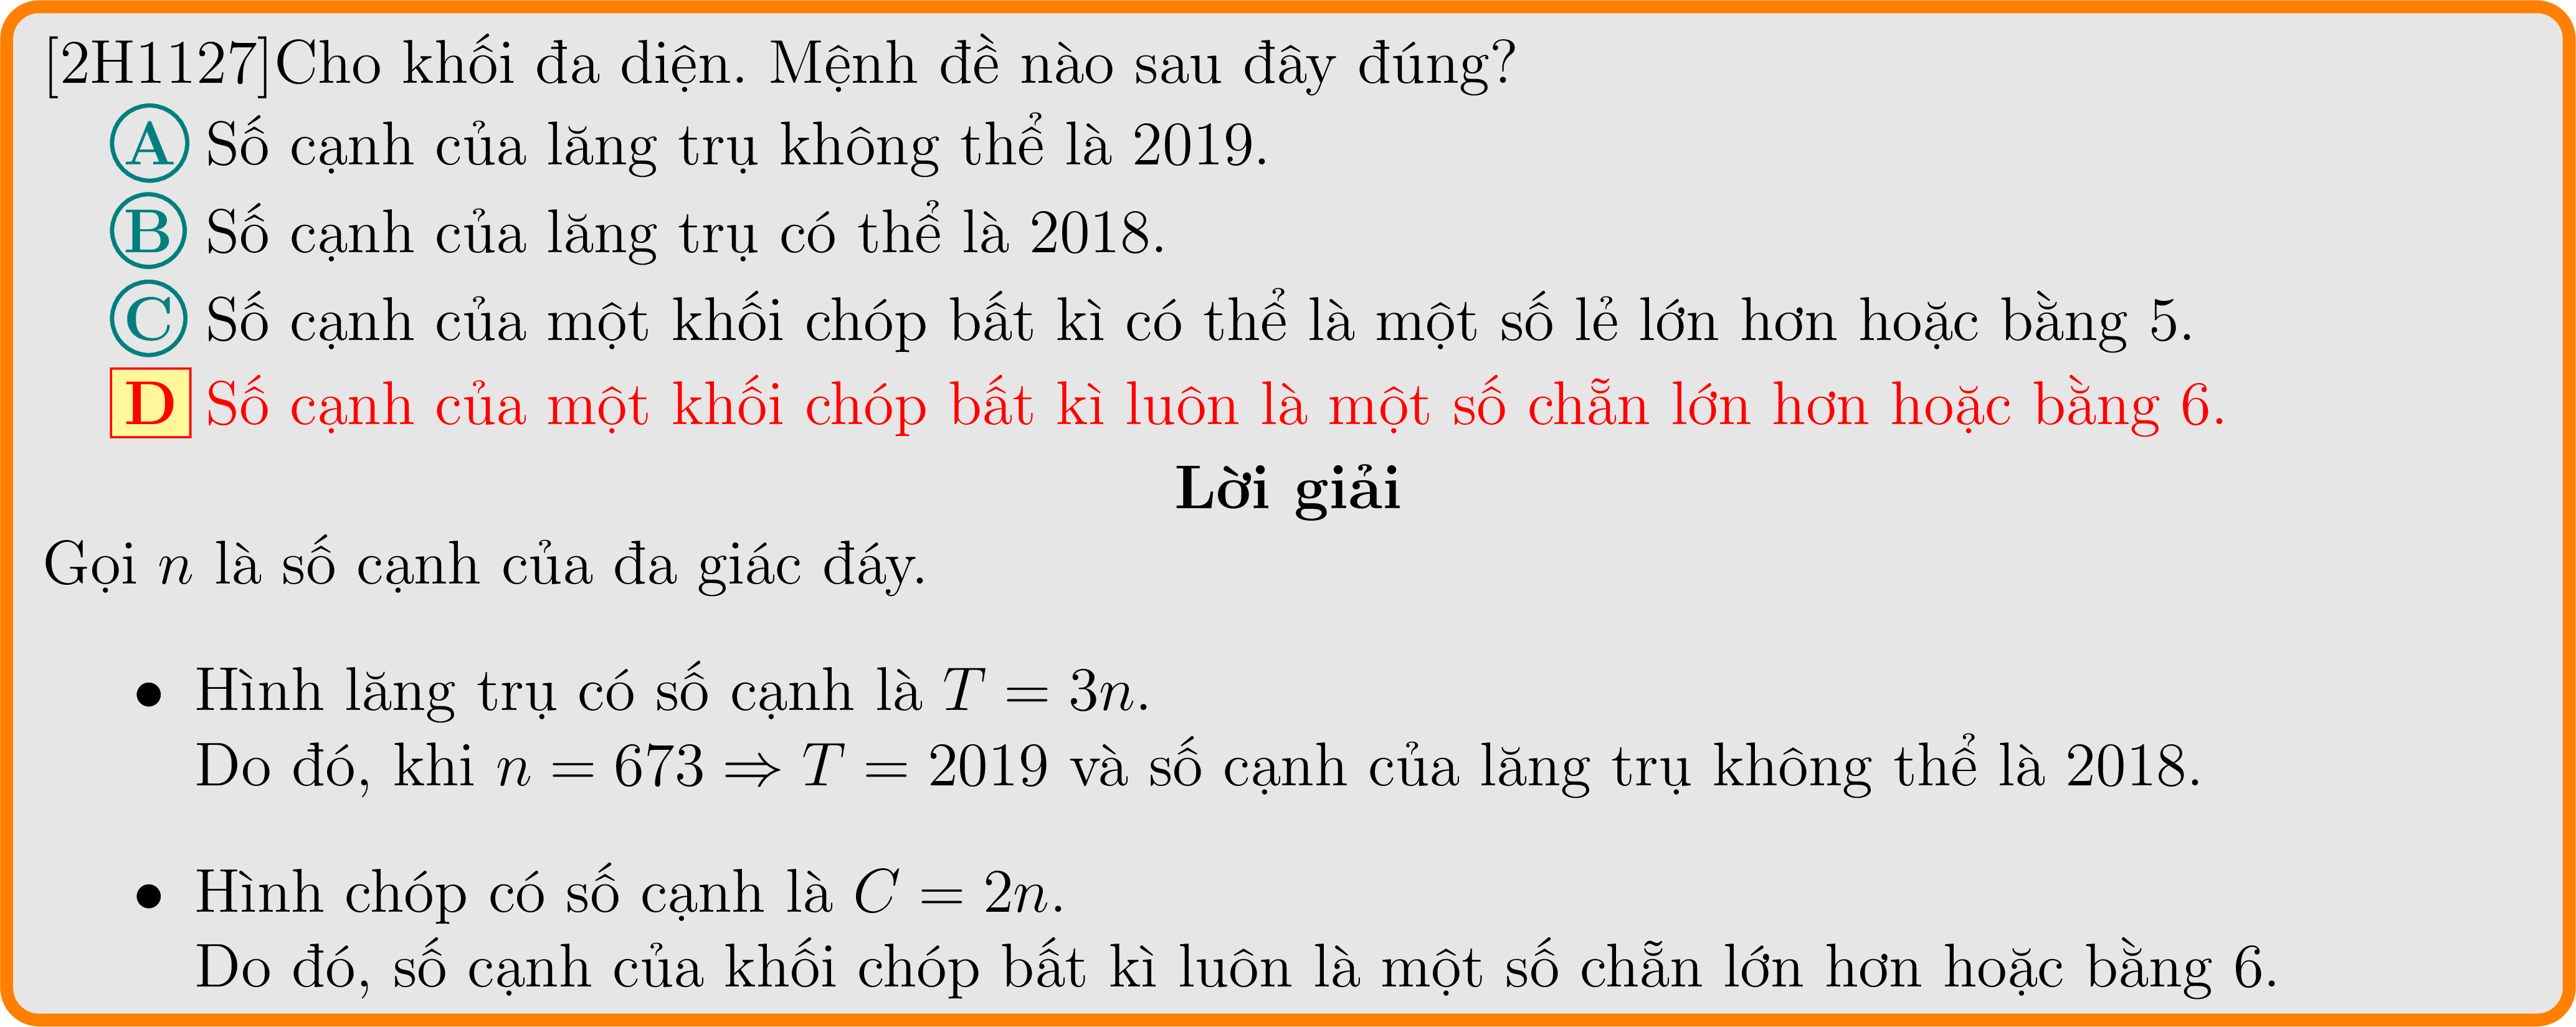 [2H1127]Cho khối đa diện. Mệnh đề nào sau đây đúng?
A Số cạnh của lăng trụ không thể là 2019.
B Số cạnh của lăng trụ có thể là 2018.
C Số cạnh của một khối chóp bất kì có thể là một số lẻ lớn hơn hoặc bằng 5.
D Số cạnh của một khối chóp bất kì luôn là một số chẵn lớn hơn hoặc bằng 6.
Lời giải
Gọi n là số cạnh của đa giác đáy.
• Hình lăng trụ có số cạnh là T = 3n.
Do đó, khi n = 673 ⇒ T = 2019 và số cạnh của lăng trụ không thể là 2018.
• Hình chóp có số cạnh là C = 2n.
Do đó, số cạnh của khối chóp bất kì luôn là một số chẵn lớn hơn hoặc bằng 6.